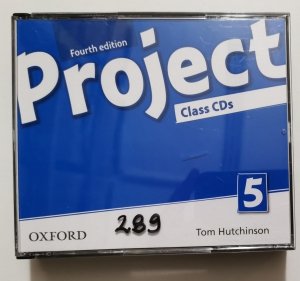 Fourth edition
Project
Class CDs
5
289
OXFORD
Tom Hutchinson